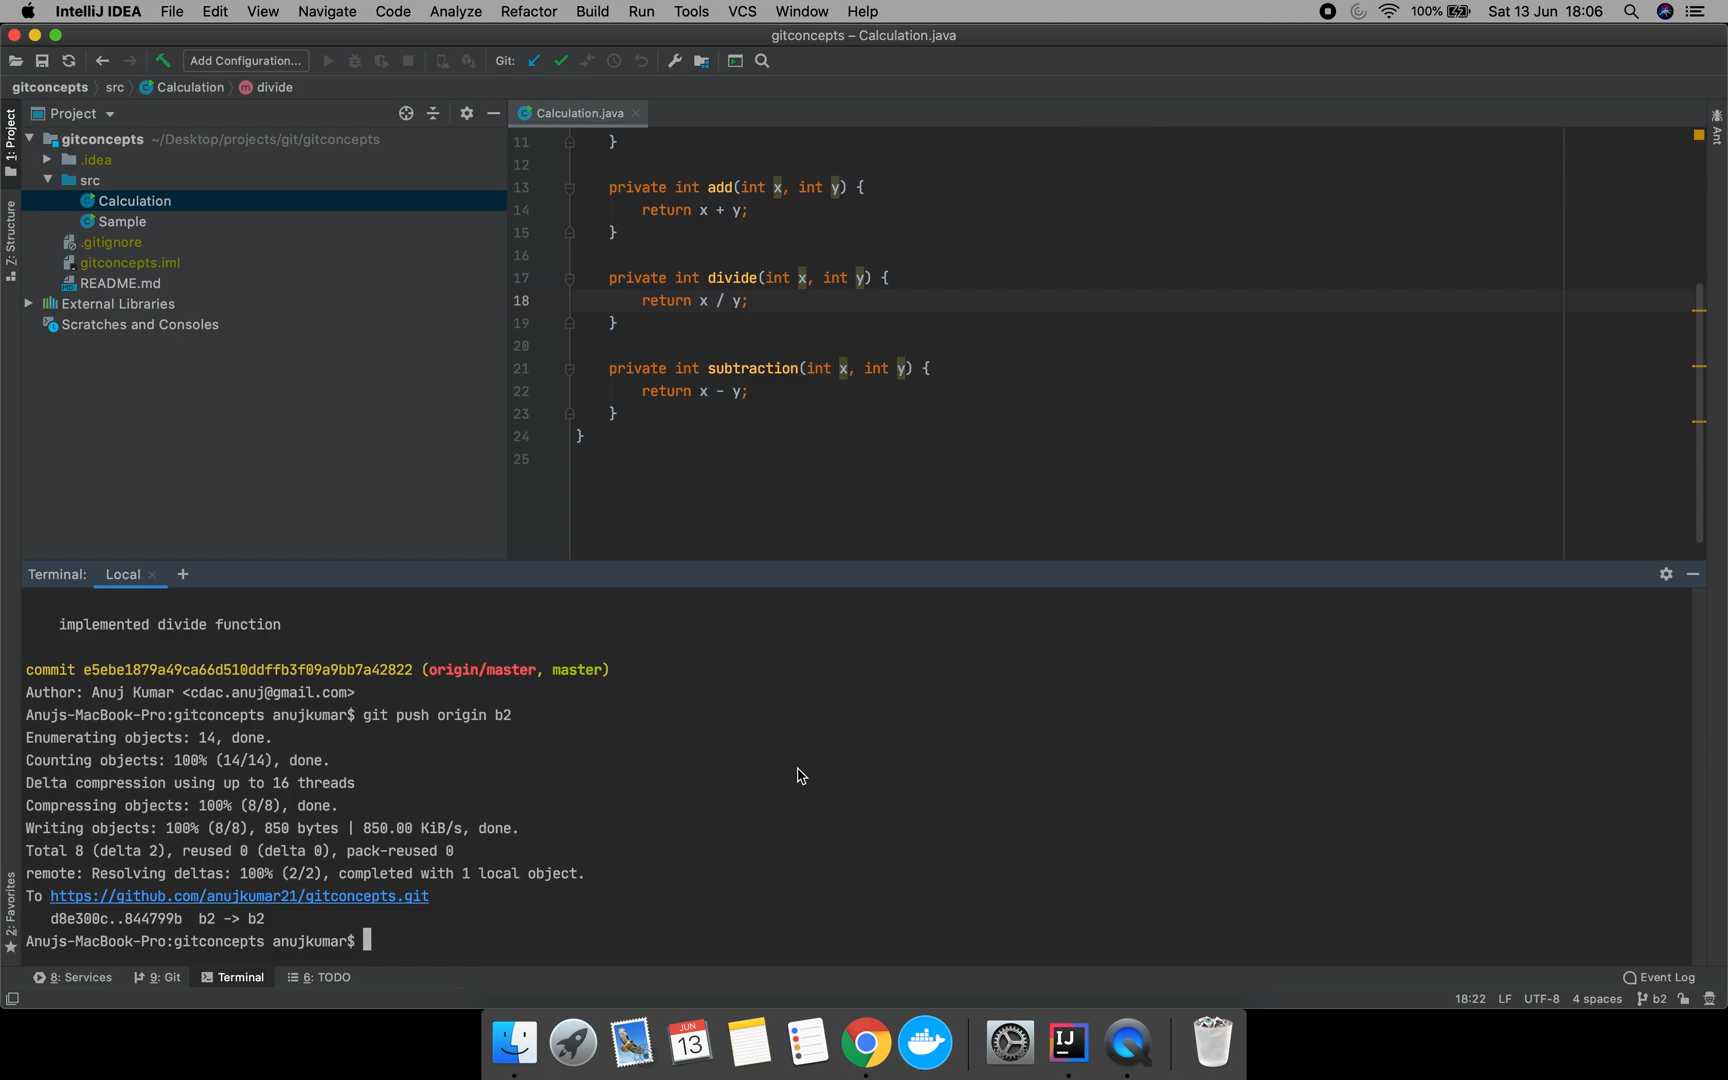 IntelliJ IDEA File Edit View Navigate Code Analyze Refactor Build Run Tools VCS Window Help 100% Sat 13 Jun 18:06
gitconcepts – Calculation.java
Add Configuration... Git:
gitconcepts src Calculation m divide
Project
Calculation.java
1: Project
Z: Structure
2: Favorites
Ant
gitconcepts ~/Desktop/projects/git/gitconcepts
.idea
src
Calculation
Sample
.gitignore
gitconcepts.iml
README.md
External Libraries
Scratches and Consoles
11 }
12
13 private int add(int x, int y) {
14 return x + y;
15 }
16
17 private int divide(int x, int y) {
18 return x / y;
19 }
20
21 private int subtraction(int x, int y) {
22 return x - y;
23 }
24 }
25
Terminal: Local +
implemented divide function
commit e5ebe1879a49ca66d510ddffb3f09a9bb7a42822 (origin/master, master)
Author: Anuj Kumar <cdac.anuj@gmail.com>
Anujs-MacBook-Pro:gitconcepts anujkumar$ git push origin b2
Enumerating objects: 14, done.
Counting objects: 100% (14/14), done.
Delta compression using up to 16 threads
Compressing objects: 100% (8/8), done.
Writing objects: 100% (8/8), 850 bytes | 850.00 KiB/s, done.
Total 8 (delta 2), reused 0 (delta 0), pack-reused 0
remote: Resolving deltas: 100% (2/2), completed with 1 local object.
To https://github.com/anujkumar21/gitconcepts.git
d8e300c..844799b b2 -> b2
Anujs-MacBook-Pro:gitconcepts anujkumar$
8: Services 9: Git Terminal 6: TODO Event Log
18:22 LF UTF-8 4 spaces b2
JUN
13
IJ